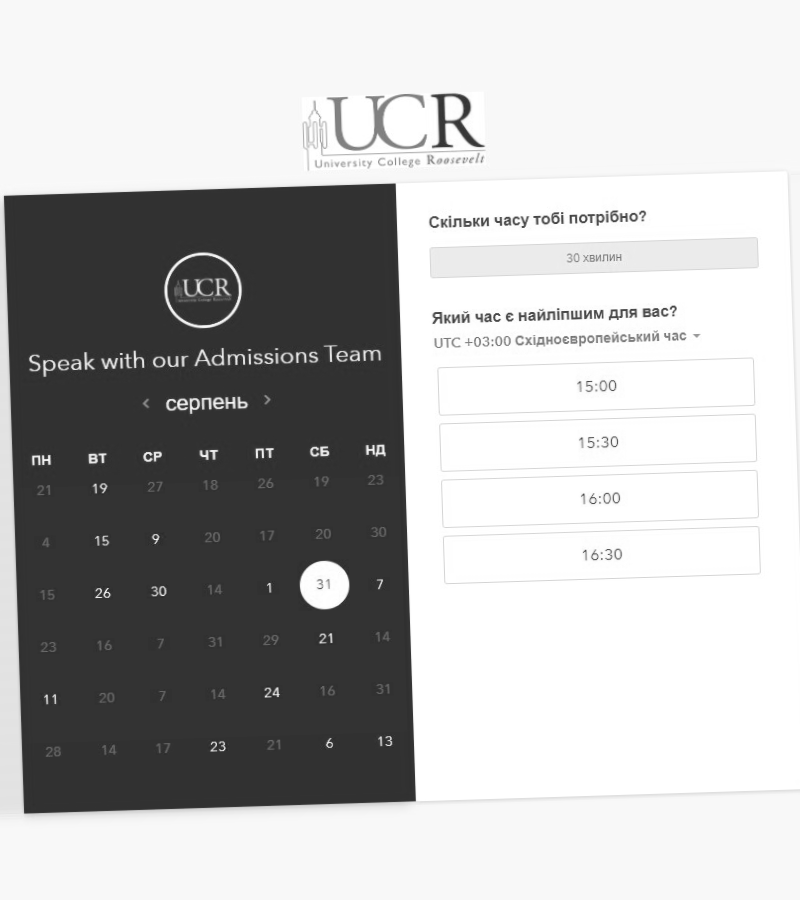 UCR
University College Roosevelt
UCR
Speak with our Admissions Team
серпень
ПН ВТ СР ЧТ ПТ СБ НД
21 19 27 18 26 19 23
4 15 9 20 17 20 30
15 26 30 14 1 31 7
23 16 7 31 29 21 14
11 20 7 14 24 16 31
28 14 17 23 21 6 13
Скільки часу тобі потрібно?
30 хвилин
Який час є найліпшим для вас?
UTC +03:00 Східноєвропейський час
15:00
15:30
16:00
16:30